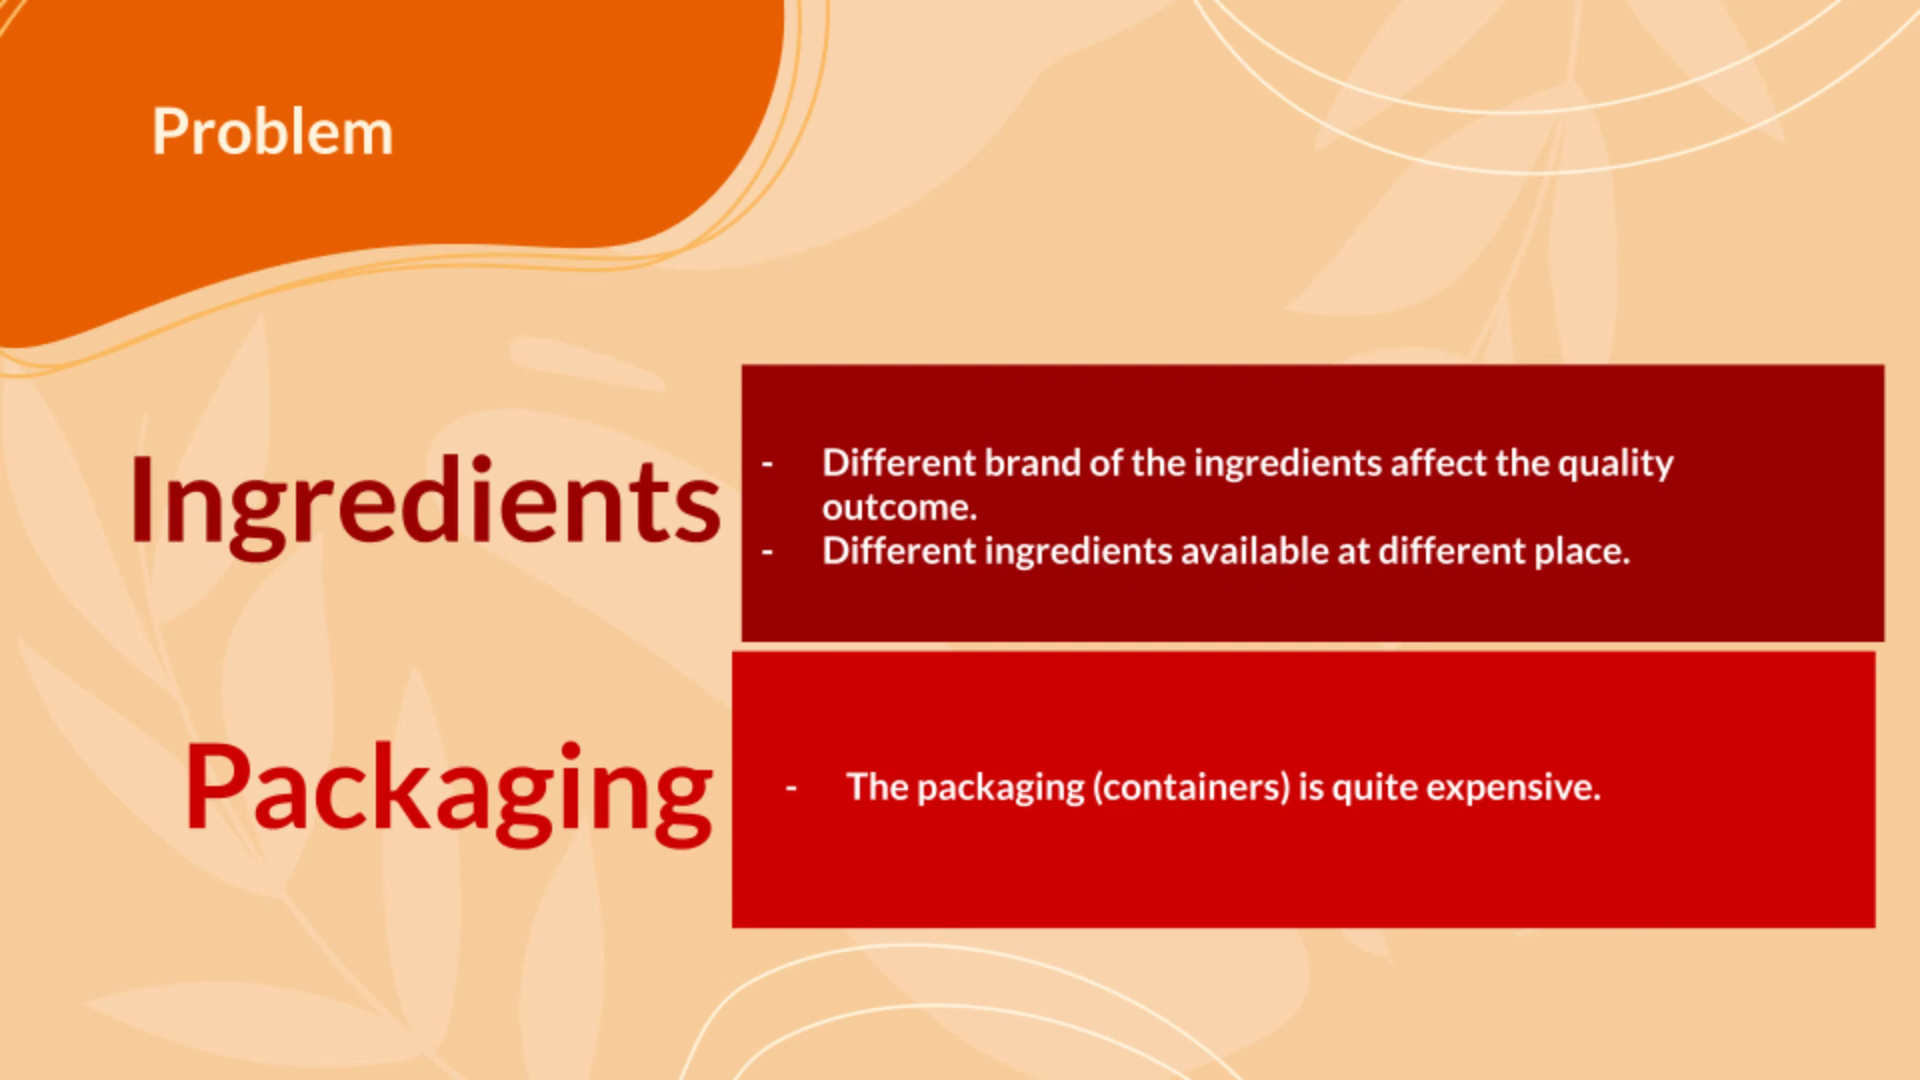 Problem
Ingredients
- Different brand of the ingredients affect the quality
outcome.
- Different ingredients available at different place.
Packaging
- The packaging (containers) is quite expensive.